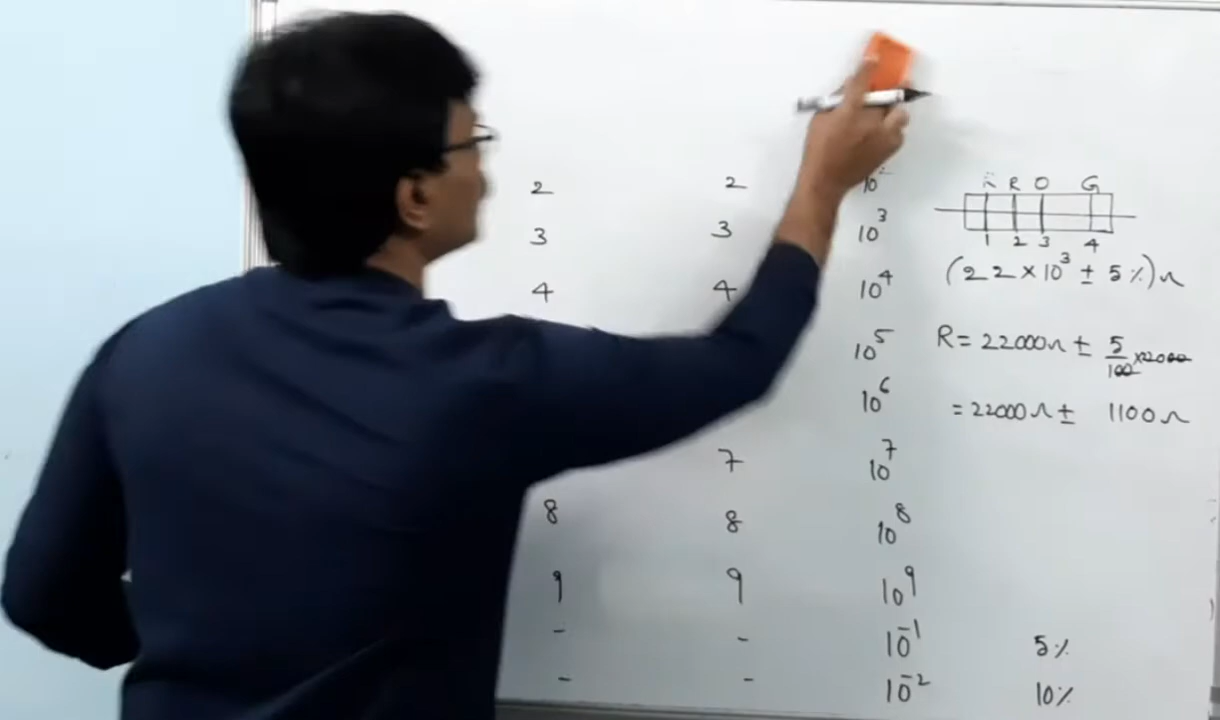 2 2 10²
3 3 10³
4 4 10⁴
10⁵
10⁶
7 10⁷
8 8 10⁸
9 9 10⁹
- - 10⁻¹ 5%
- - 10⁻² 10%
R O G
1 2 3 4
(22×10³ ± 5%)Ω
R = 22000Ω ± 5/100 ×22000
= 22000Ω ± 1100Ω